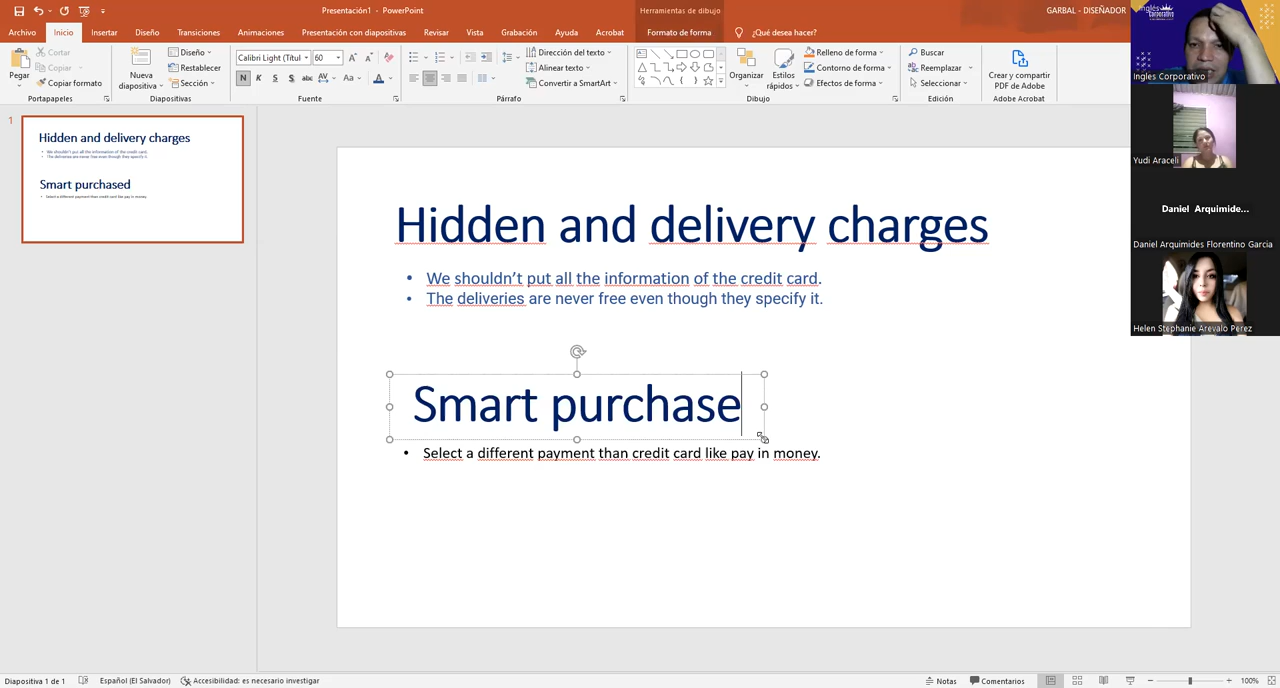 Presentación1 - PowerPoint
Herramientas de dibujo
GARBAL - DISEÑADOR
Archivo Inicio Insertar Diseño Transiciones Animaciones Presentación con diapositivas Revisar Vista Grabación Ayuda Acrobat Formato de forma ¿Qué desea hacer?
Pegar
Cortar
Copiar
Copiar formato
Portapapeles
Nueva diapositiva
Diseño
Restablecer
Sección
Diapositivas
Calibri Light (Títul 60
N K S S abc AV Aa A
Fuente
Dirección del texto
Alinear texto
Convertir a SmartArt
Párrafo
Organizar
Estilos rápidos
Relleno de forma
Contorno de forma
Efectos de forma
Dibujo
Buscar
Reemplazar
Seleccionar
Edición
Crear y compartir PDF de Adobe
Adobe Acrobat
Inglés
Corporativo
Ingles Corporativo
Yudi Araceli
Daniel Arquimide...
Daniel Arquimides Florentino Garcia
Helen Stephanie Arevalo Perez
1
Hidden and delivery charges
• We shouldn't put all the information of the credit card.
• The deliveries are never free even though they specify it.
Smart purchased
• Select a different payment than credit card like pay in money.
Hidden and delivery charges
• We shouldn't put all the information of the credit card.
• The deliveries are never free even though they specify it.
Smart purchase
• Select a different payment than credit card like pay in money.
Diapositiva 1 de 1 Español (El Salvador) Accesibilidad: es necesario investigar
Notas Comentarios 100%